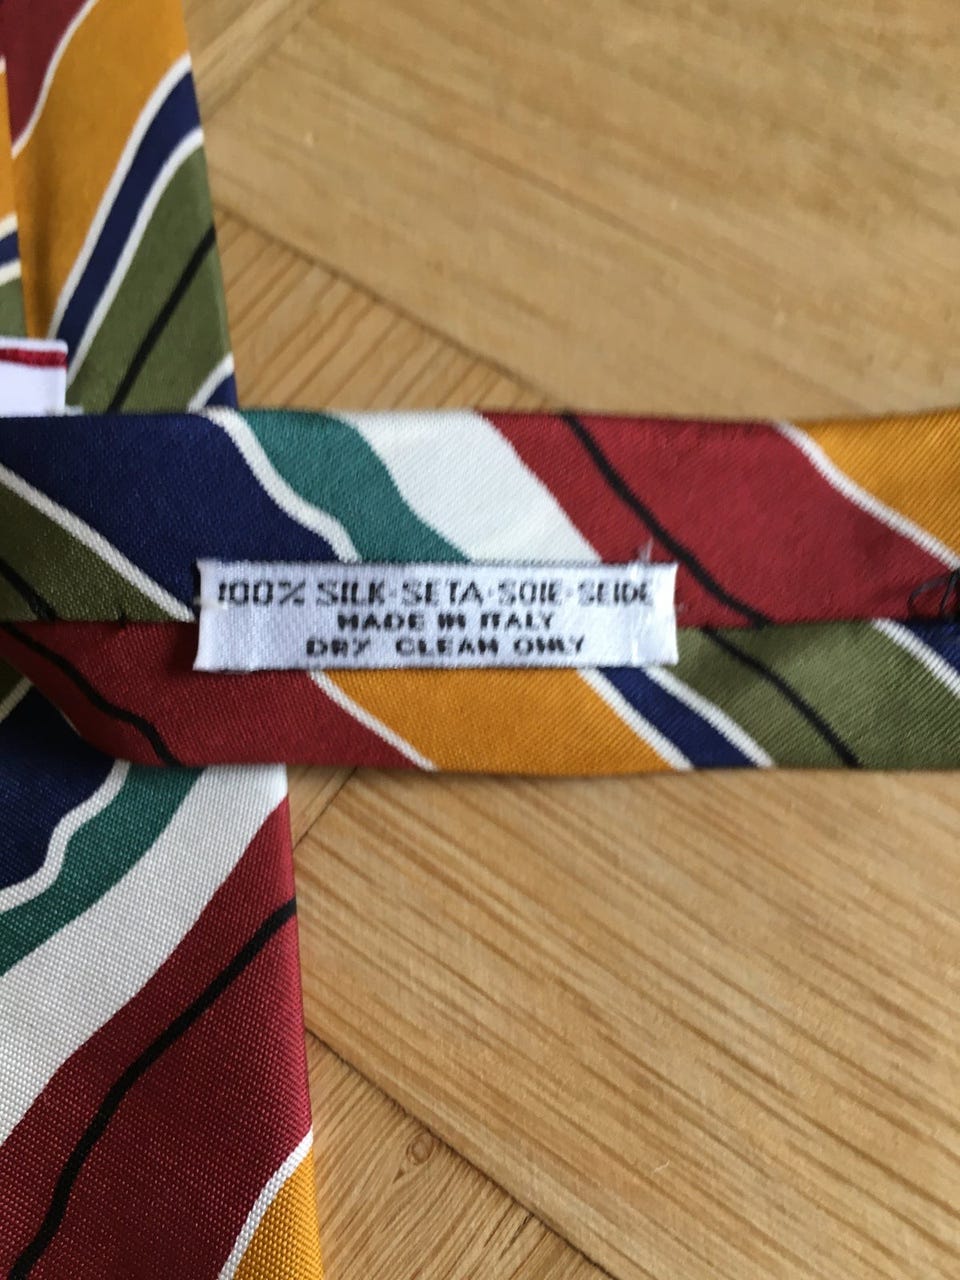 100% SILK·SETA·SOIE·SEIDE
MADE IN ITALY
DRY CLEAN ONLY